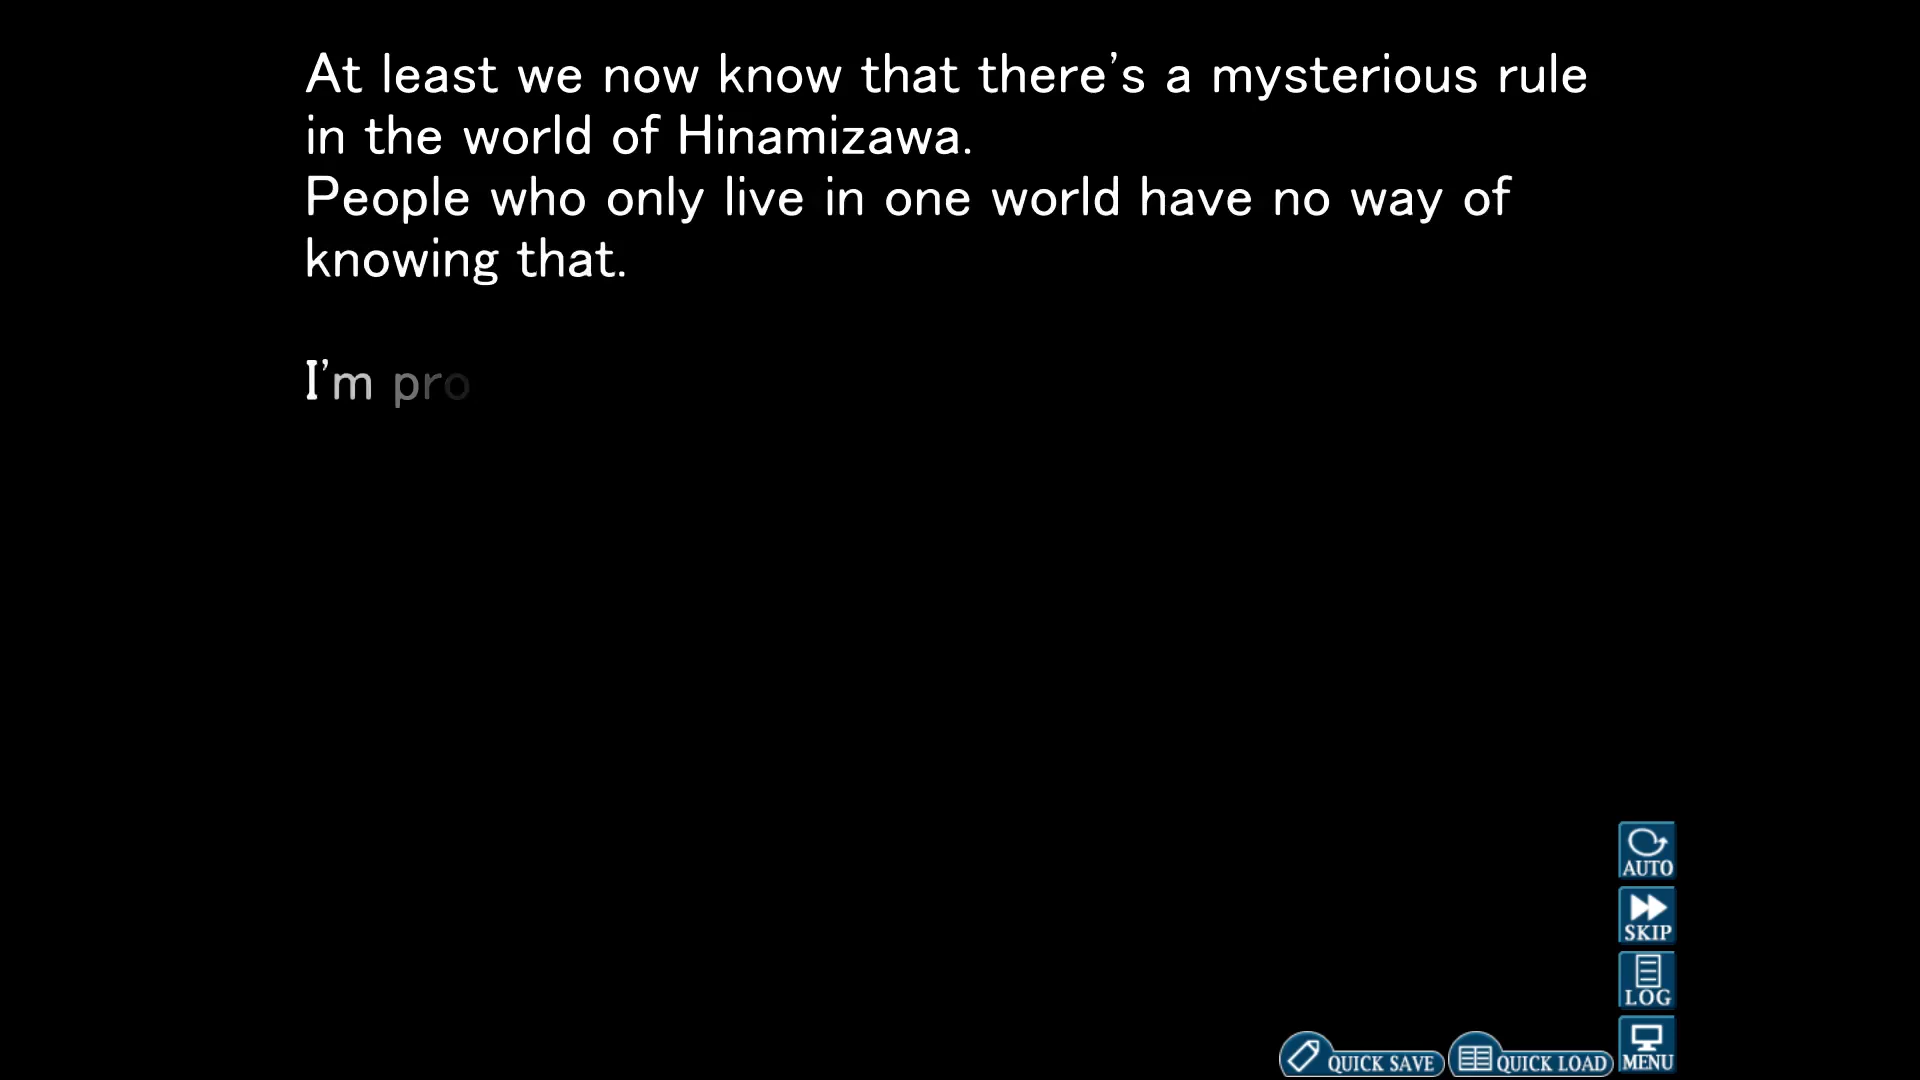 At least we now know that there's a mysterious rule
in the world of Hinamizawa.
People who only live in one world have no way of
knowing that.
I'm pro
AUTO
SKIP
LOG
MENU
QUICK SAVE
QUICK LOAD